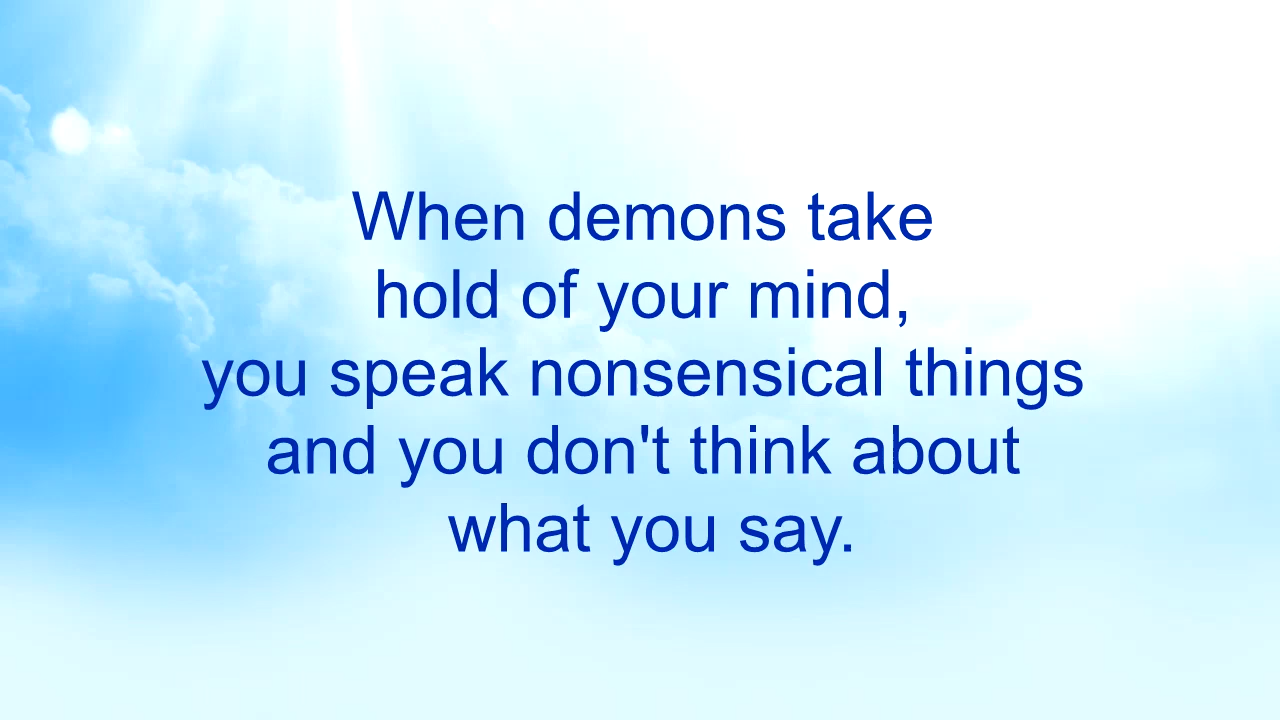 When demons take
hold of your mind,
you speak nonsensical things
and you don't think about
what you say.